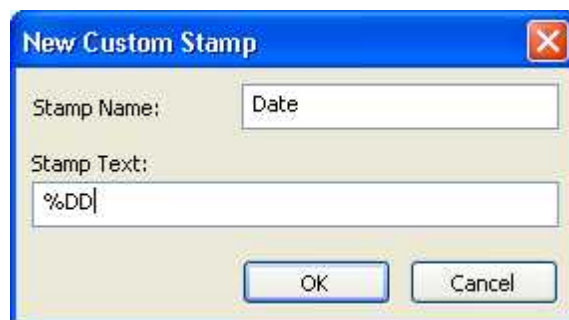 New Custom Stamp
Stamp Name: Date
Stamp Text:
%DD
OK Cancel